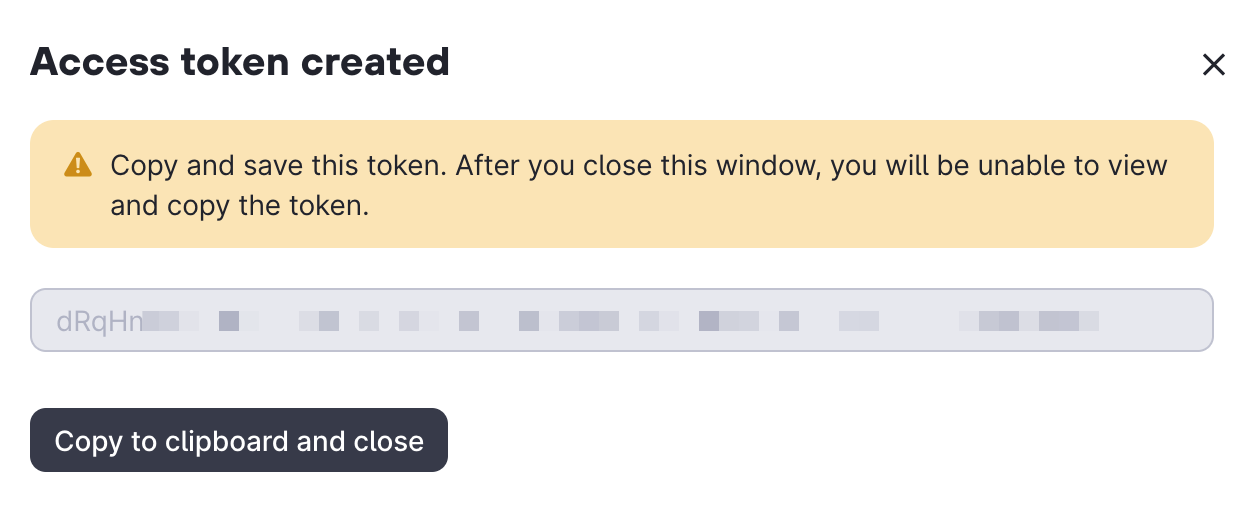 Access token created
Copy and save this token. After you close this window, you will be unable to view
and copy the token.
dRqHn
Copy to clipboard and close